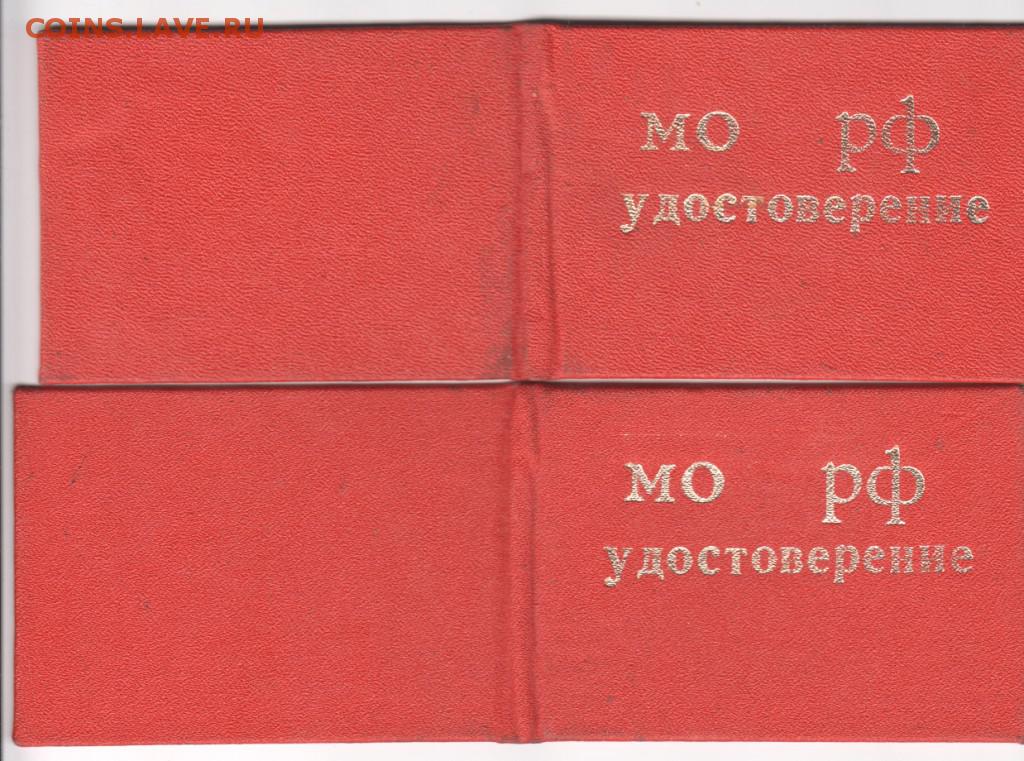 COINS.LAVE.RU
мо рф
удостоверение
мо рф
удостоверение